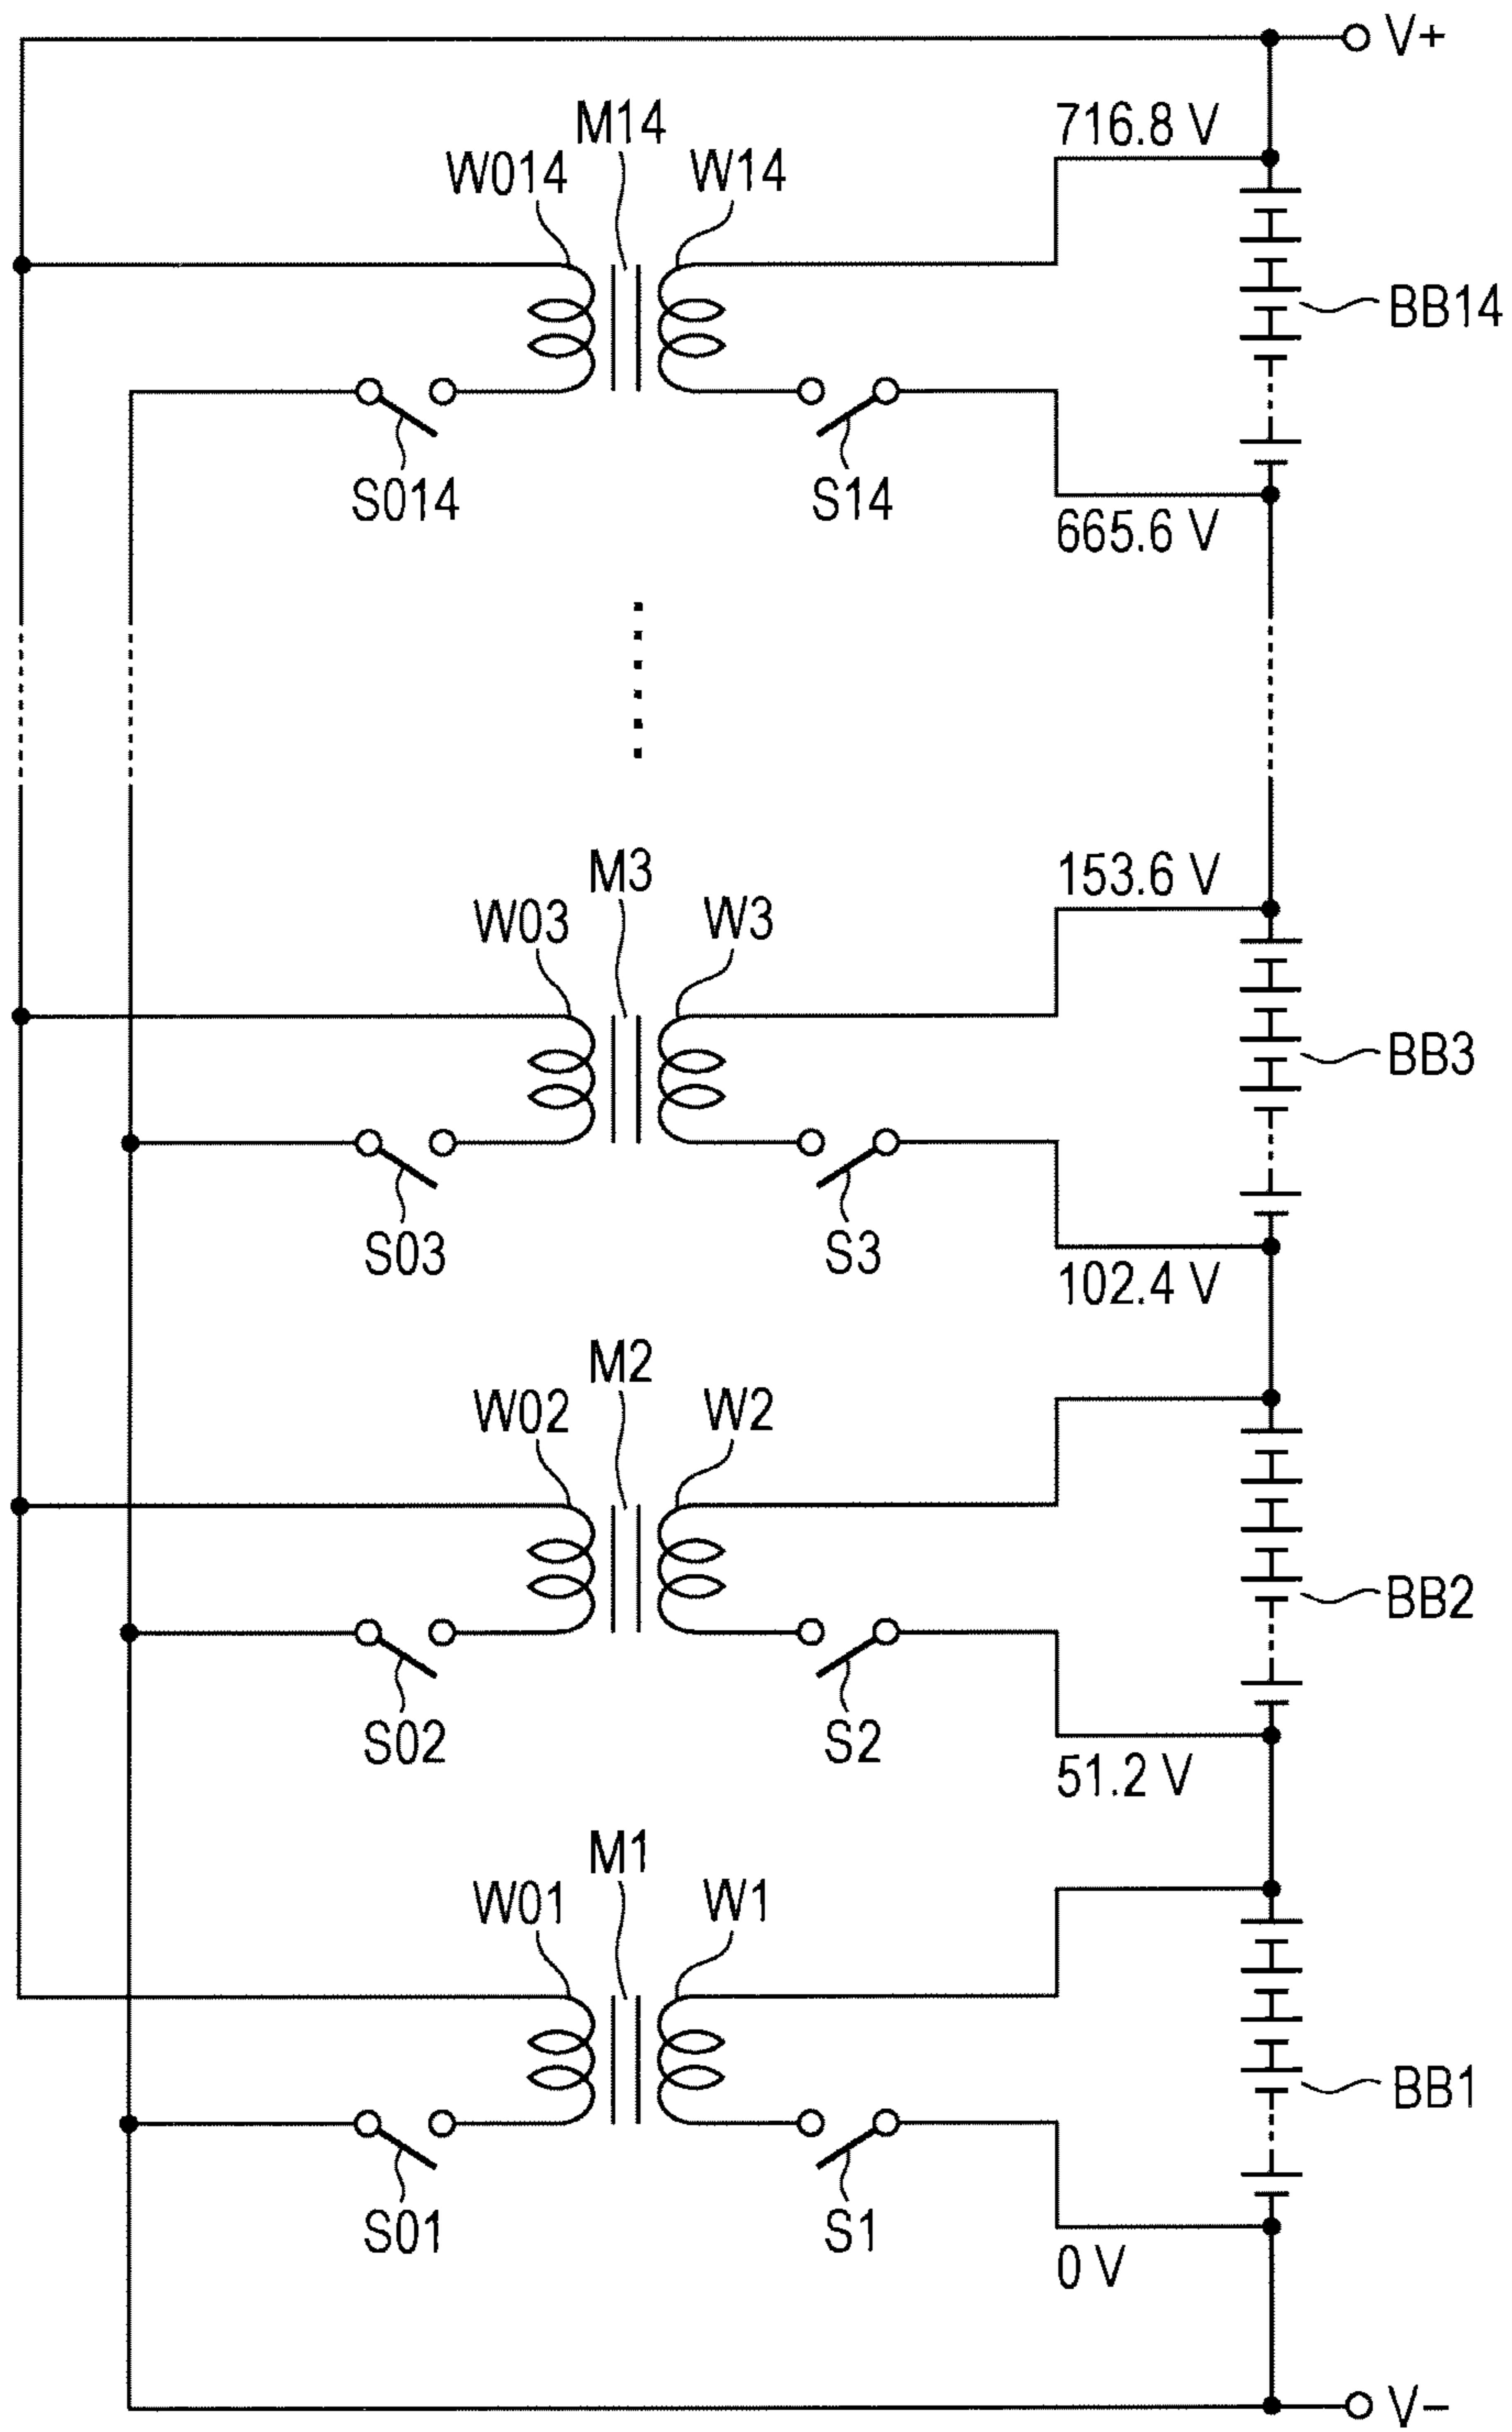 V+
716.8 V
M14
W014
W14
BB14
S014
S14
665.6 V
M3
153.6 V
W03
W3
BB3
S03
S3
102.4 V
M2
W02
W2
BB2
S02
S2
51.2 V
M1
W01
W1
BB1
S01
S1
0 V
V−